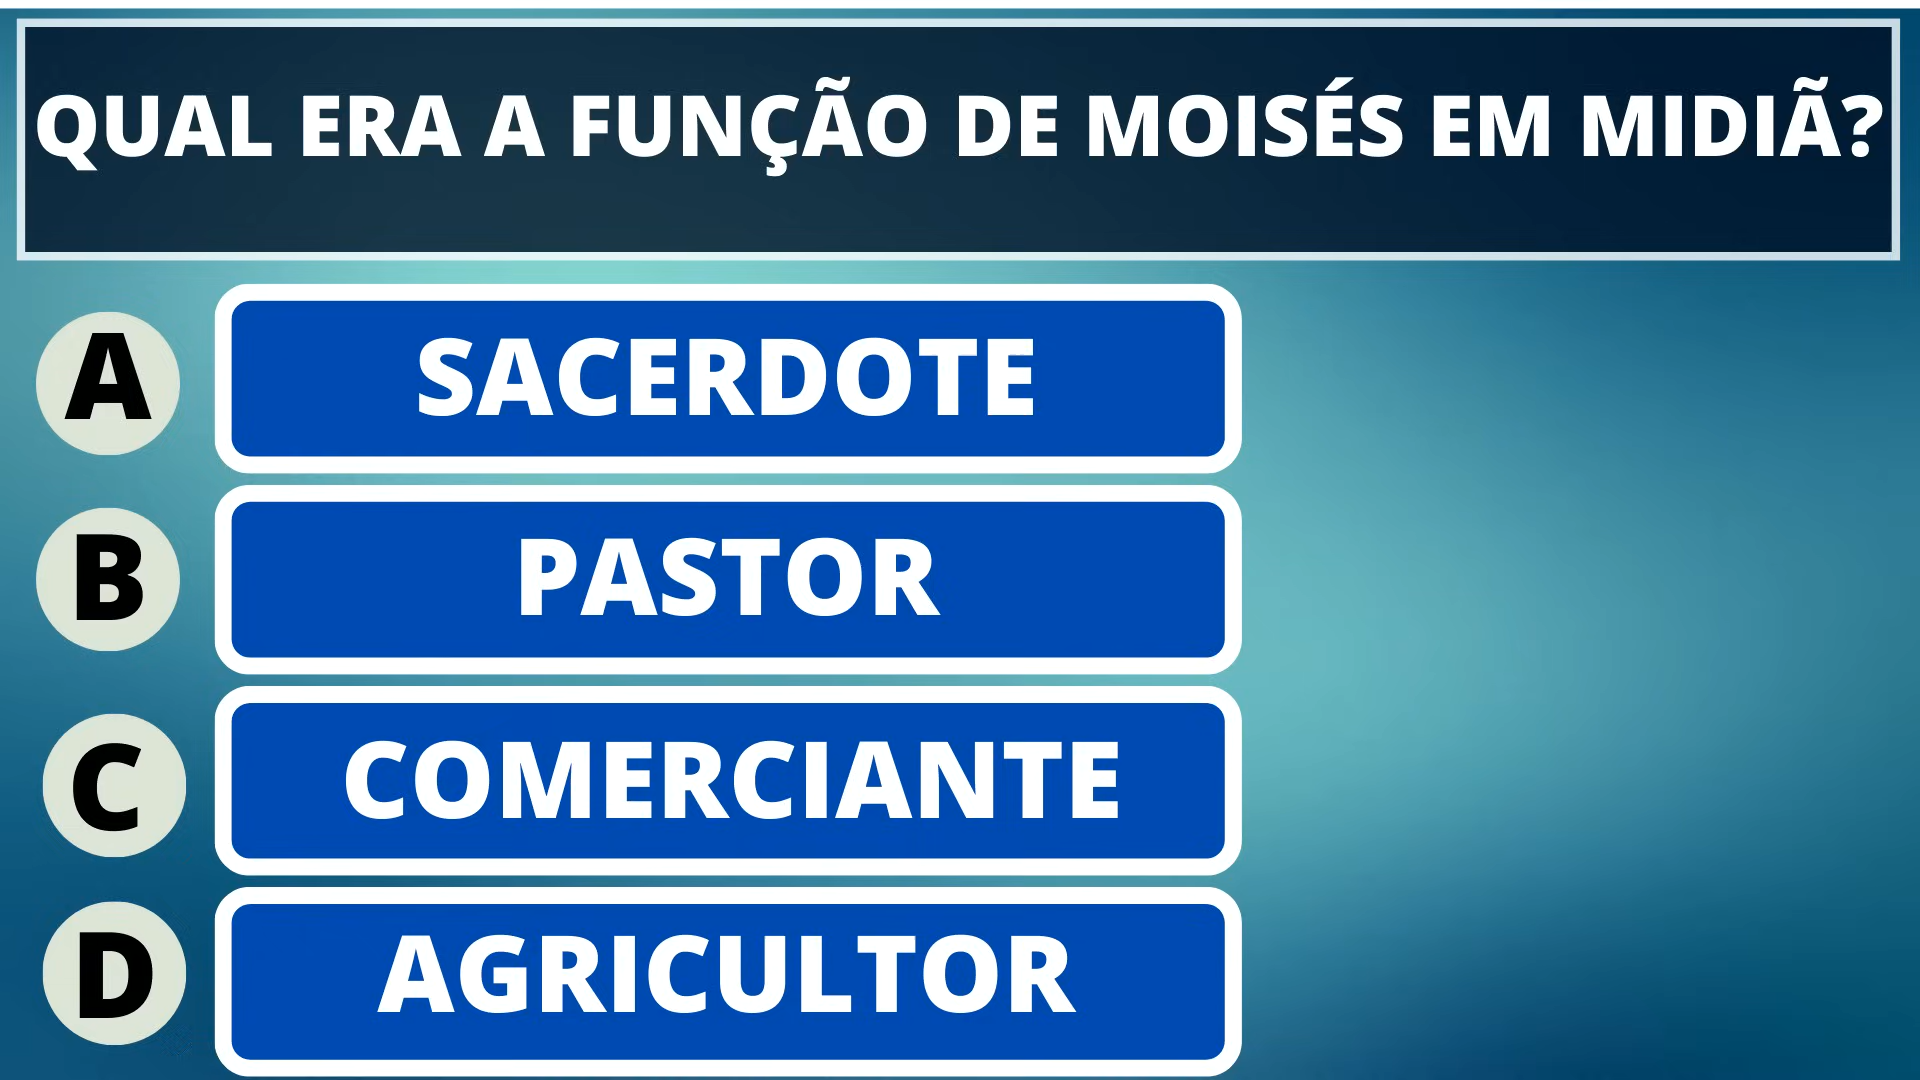 QUAL ERA A FUNÇÃO DE MOISÉS EM MIDIÃ?
A SACERDOTE
B PASTOR
C COMERCIANTE
D AGRICULTOR